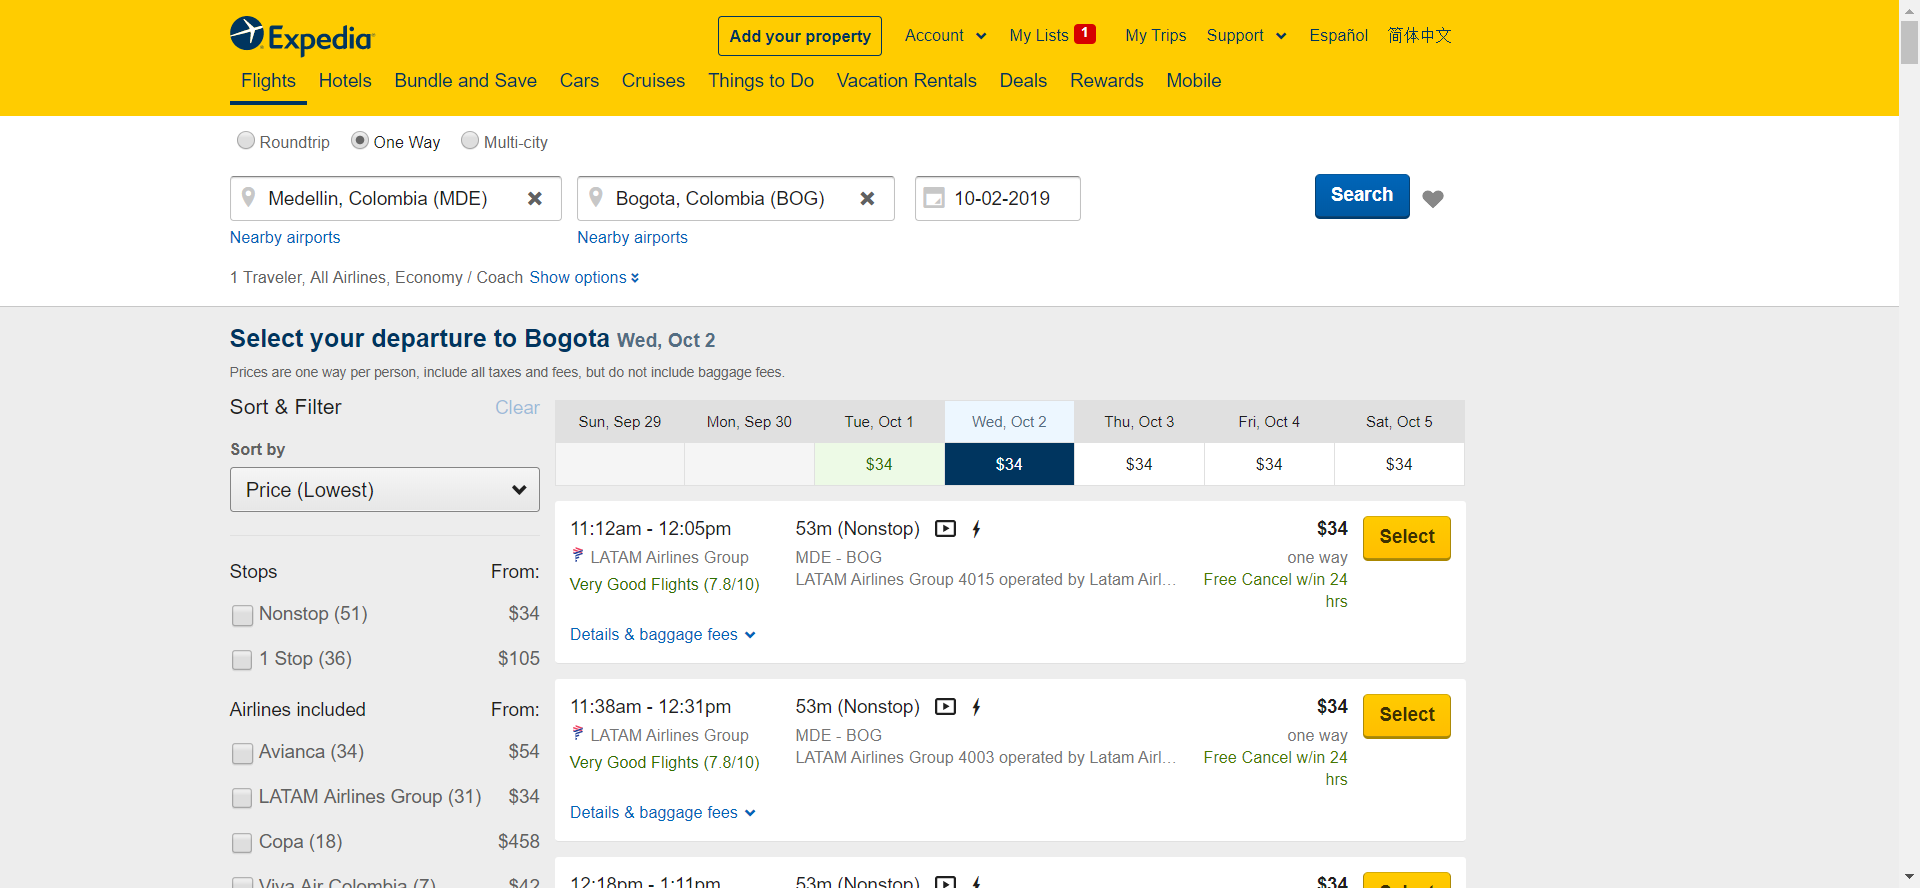 Expedia
Add your property
Account
My Lists 1
My Trips
Support
Español
简体中文
Flights
Hotels
Bundle and Save
Cars
Cruises
Things to Do
Vacation Rentals
Deals
Rewards
Mobile
Roundtrip
One Way
Multi-city
Medellin, Colombia (MDE)
Bogota, Colombia (BOG)
10-02-2019
Search
Nearby airports
Nearby airports
1 Traveler, All Airlines, Economy / Coach Show options
Select your departure to Bogota Wed, Oct 2
Prices are one way per person, include all taxes and fees, but do not include baggage fees.
Sort & Filter
Clear
Sort by
Price (Lowest)
Stops From:
Nonstop (51) $34
1 Stop (36) $105
Airlines included From:
Avianca (34) $54
LATAM Airlines Group (31) $34
Copa (18) $458
Viva Air Colombia (7) $42
Sun, Sep 29
Mon, Sep 30
Tue, Oct 1
Wed, Oct 2
Thu, Oct 3
Fri, Oct 4
Sat, Oct 5
$34
$34
$34
$34
$34
11:12am - 12:05pm
LATAM Airlines Group
Very Good Flights (7.8/10)
Details & baggage fees
53m (Nonstop)
MDE - BOG
LATAM Airlines Group 4015 operated by Latam Airl...
$34
one way
Free Cancel w/in 24
hrs
Select
11:38am - 12:31pm
LATAM Airlines Group
Very Good Flights (7.8/10)
Details & baggage fees
53m (Nonstop)
MDE - BOG
LATAM Airlines Group 4003 operated by Latam Airl...
$34
one way
Free Cancel w/in 24
hrs
Select
12:18pm - 1:11pm
53m (Nonstop)
$34
Select